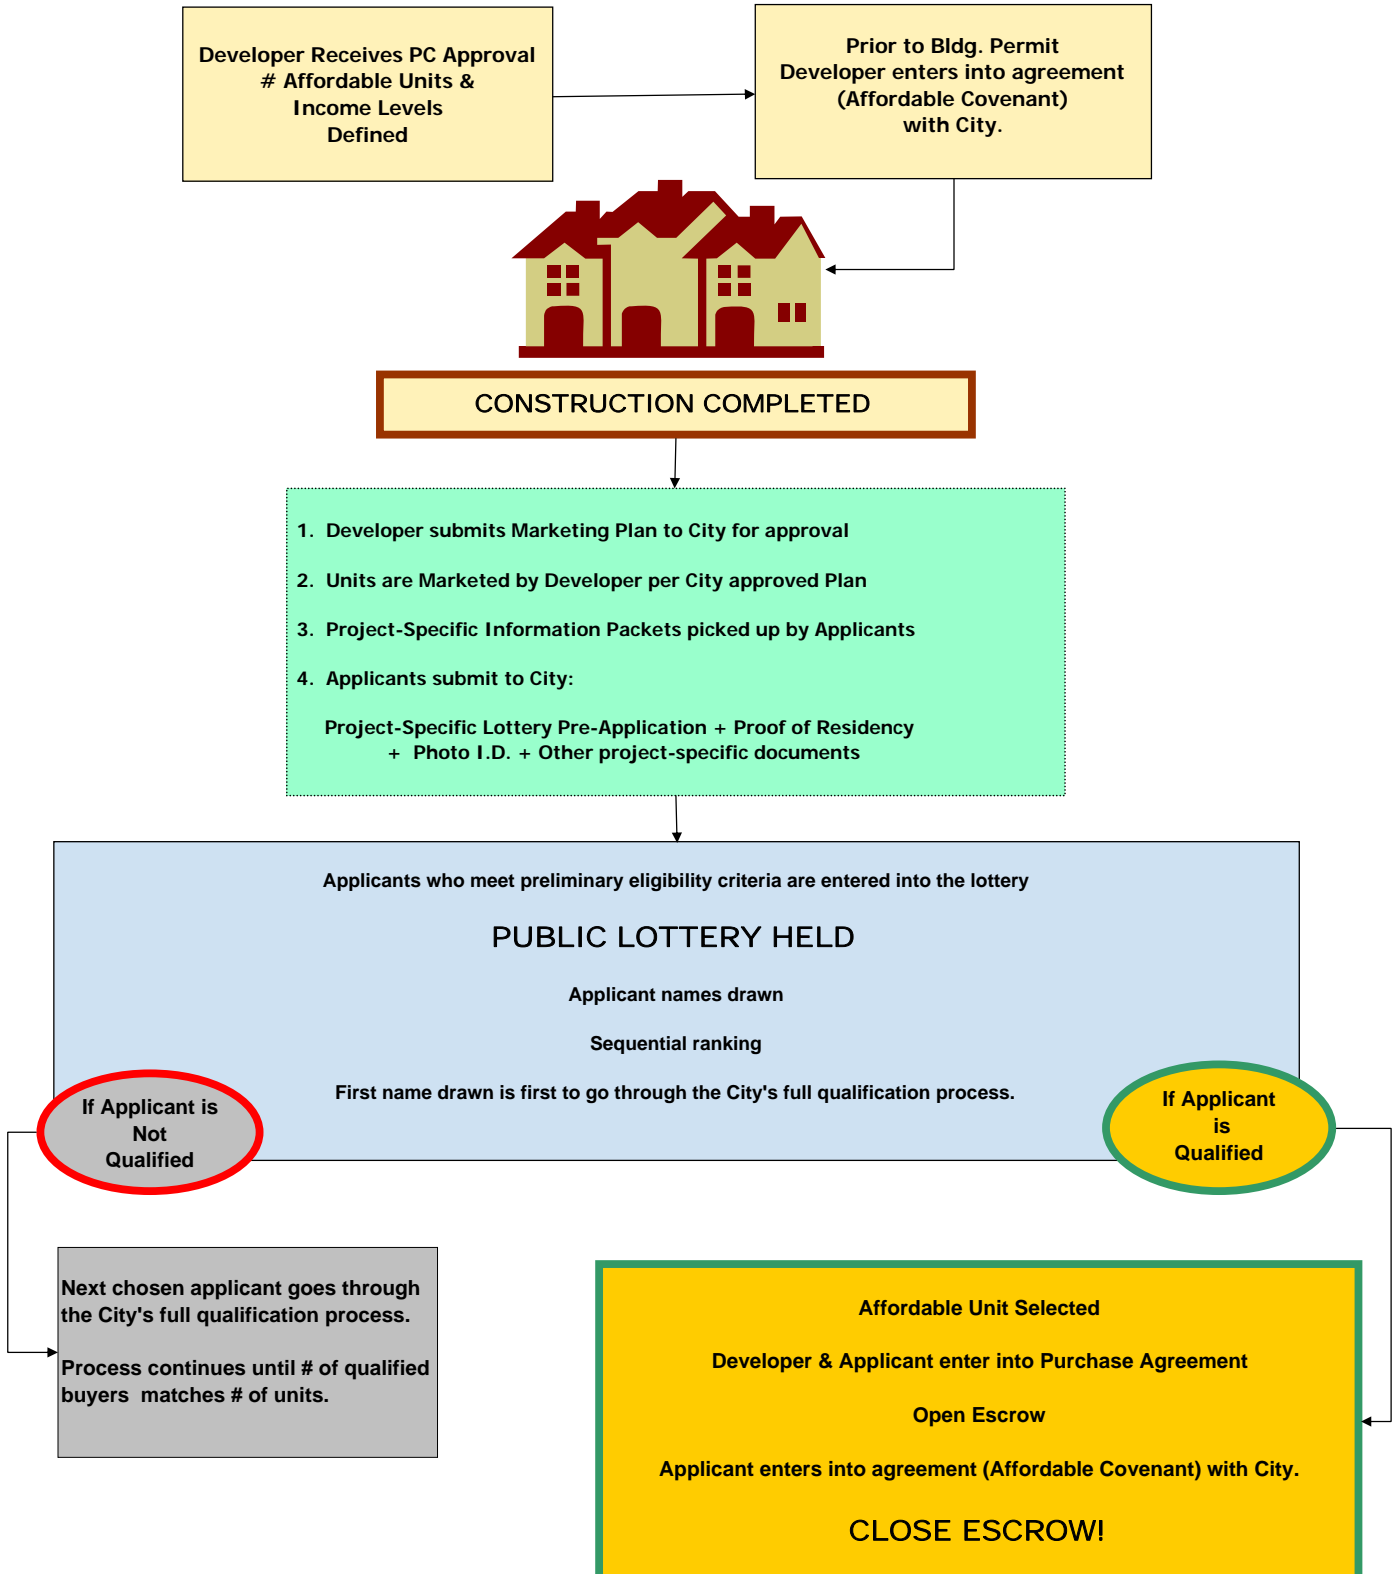 Developer Receives PC Approval
# Affordable Units &
Income Levels
Defined
Prior to Bldg. Permit
Developer enters into agreement
(Affordable Covenant)
with City.
CONSTRUCTION COMPLETED
1. Developer submits Marketing Plan to City for approval
2. Units are Marketed by Developer per City approved Plan
3. Project-Specific Information Packets picked up by Applicants
4. Applicants submit to City:
Project-Specific Lottery Pre-Application + Proof of Residency
+ Photo I.D. + Other project-specific documents
Applicants who meet preliminary eligibility criteria are entered into the lottery
PUBLIC LOTTERY HELD
Applicant names drawn
Sequential ranking
First name drawn is first to go through the City's full qualification process.
If Applicant is
Not
Qualified
If Applicant
is
Qualified
Next chosen applicant goes through
the City's full qualification process.
Process continues until # of qualified
buyers matches # of units.
Affordable Unit Selected
Developer & Applicant enter into Purchase Agreement
Open Escrow
Applicant enters into agreement (Affordable Covenant) with City.
CLOSE ESCROW!